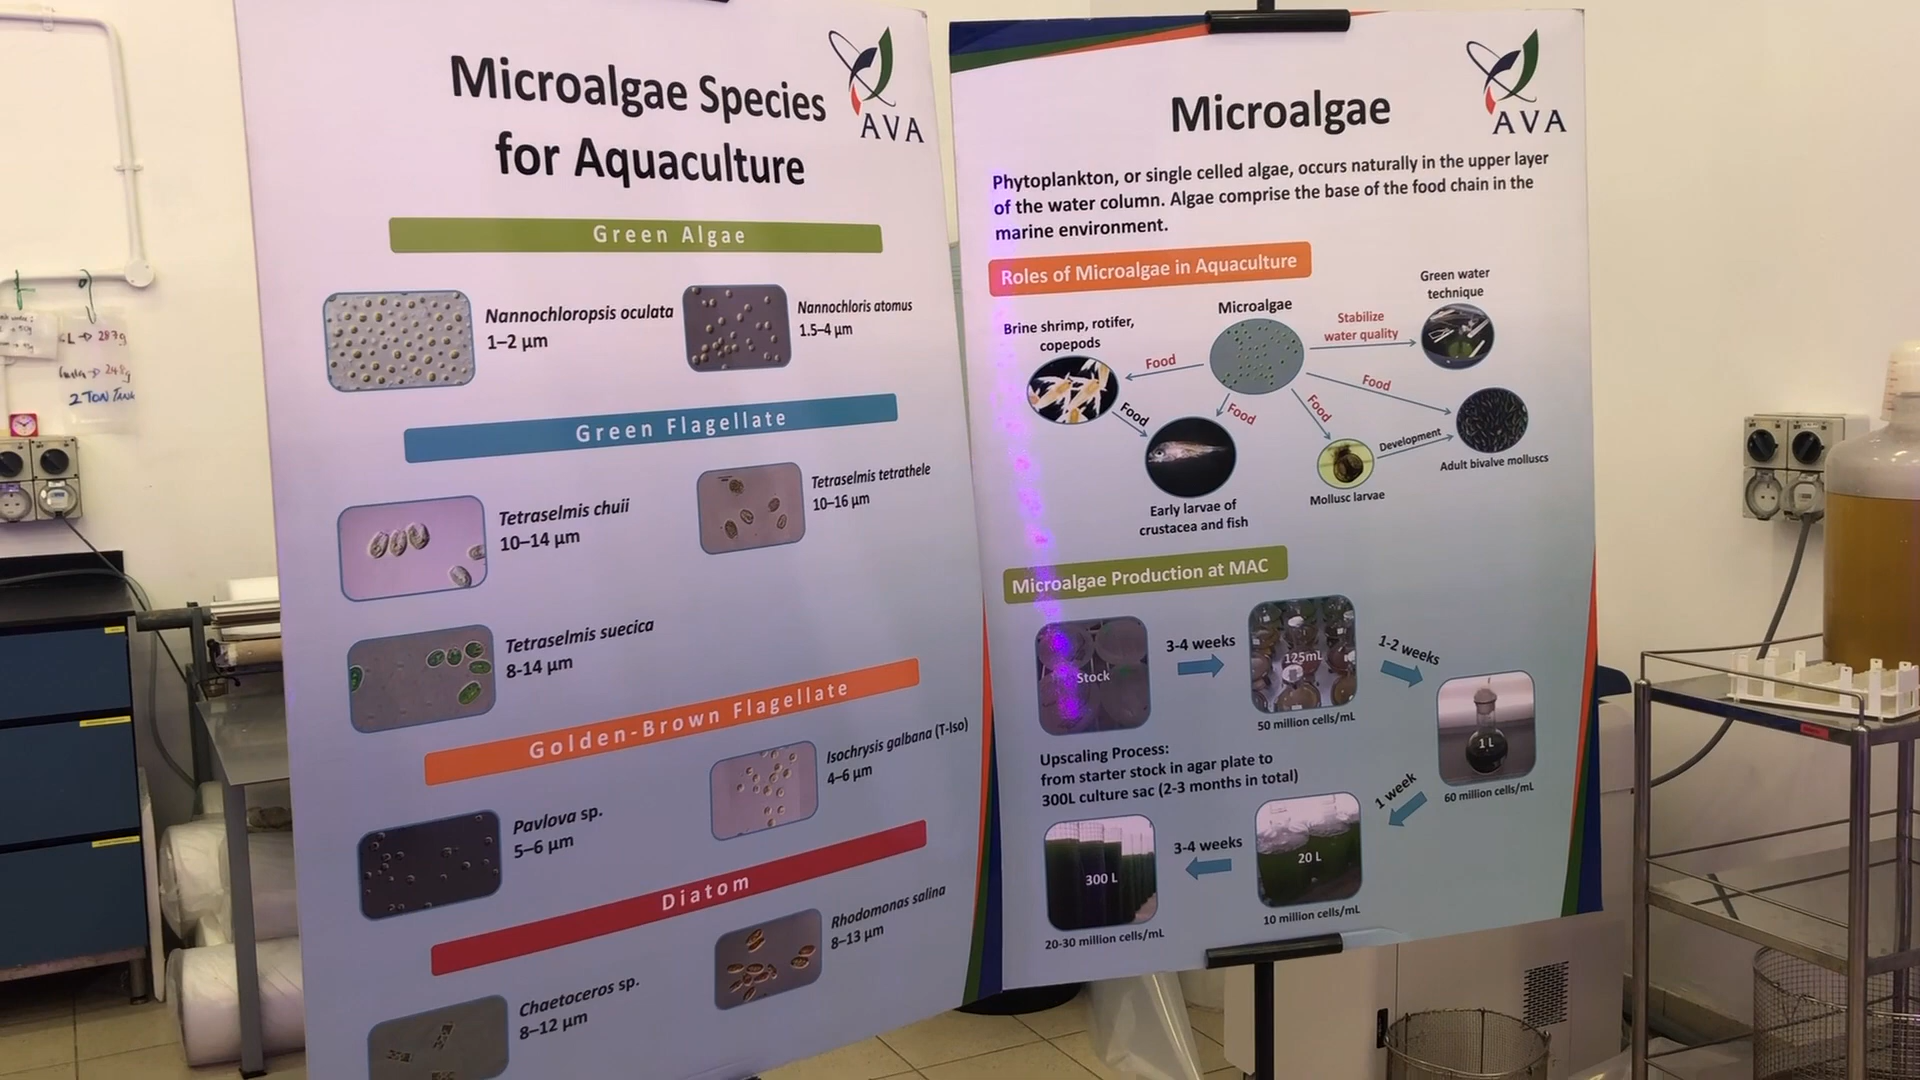 Microalgae Species
for Aquaculture
AVA
Green Algae
Nannochloropsis oculata
1–2 µm
Nannochloris atomus
1.5–4 µm
Green Flagellate
Tetraselmis chuii
10–14 µm
Tetraselmis tetrathele
10–16 µm
Tetraselmis suecica
8-14 µm
Golden-Brown Flagellate
Isochrysis galbana (T-Iso)
4–6 µm
Pavlova sp.
5–6 µm
Diatom
Rhodomonas salina
8–13 µm
Chaetoceros sp.
8–12 µm
Microalgae
AVA
Phytoplankton, or single celled algae, occurs naturally in the upper layer
of the water column. Algae comprise the base of the food chain in the
marine environment.
Roles of Microalgae in Aquaculture
Green water
technique
Microalgae
Stabilize
water quality
Brine shrimp, rotifer,
copepods
Food
Food
Food
Food
Food
Development
Adult bivalve molluscs
Mollusc larvae
Early larvae of
crustacea and fish
Microalgae Production at MAC
Stock
3-4 weeks
125mL
50 million cells/mL
1-2 weeks
1 L
60 million cells/mL
Upscaling Process:
from starter stock in agar plate to
300L culture sac (2-3 months in total)
1 week
20 L
10 million cells/mL
3-4 weeks
300 L
20-30 million cells/mL
2 TON TANK